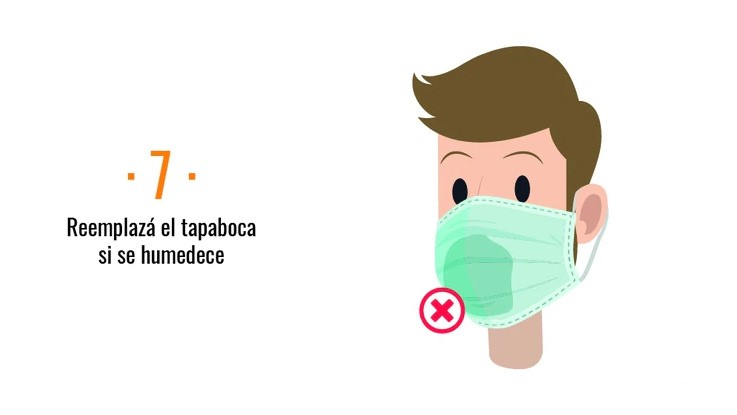 · 7 ·
Reemplazá el tapaboca
si se humedece